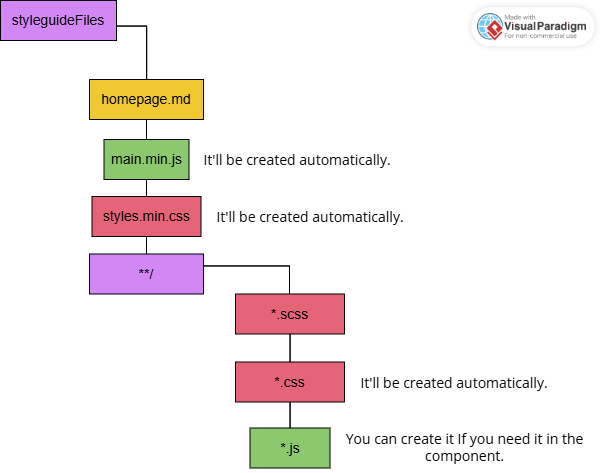 styleguideFiles
Made with
Visual Paradigm
For non-commercial use
homepage.md
main.min.js
It'll be created automatically.
styles.min.css
It'll be created automatically.
**/
*.scss
*.css
It'll be created automatically.
*.js
You can create it If you need it in the
component.